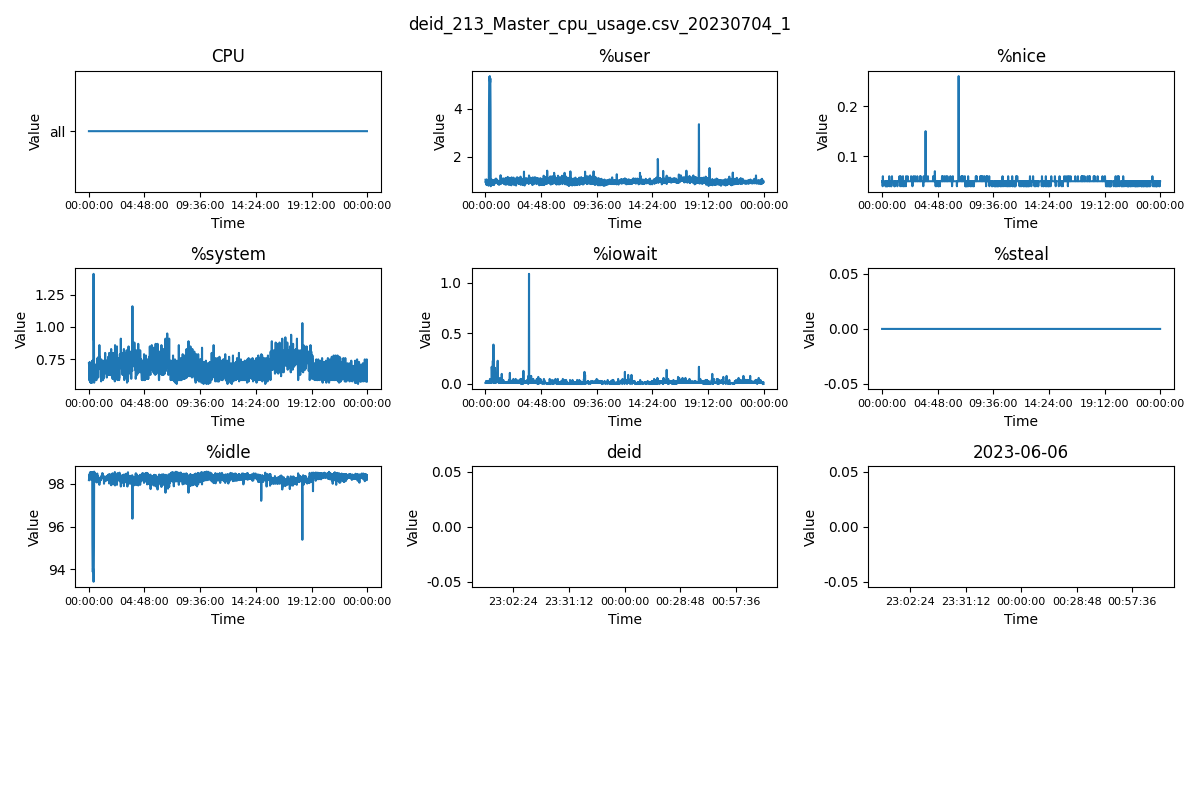 deid_213_Master_cpu_usage.csv_20230704_1
CPU
Value
all
00:00:00 04:48:00 09:36:00 14:24:00 19:12:00 00:00:00
Time
%user
Value
4
2
00:00:00 04:48:00 09:36:00 14:24:00 19:12:00 00:00:00
Time
%nice
Value
0.2
0.1
00:00:00 04:48:00 09:36:00 14:24:00 19:12:00 00:00:00
Time
%system
Value
1.25
1.00
0.75
00:00:00 04:48:00 09:36:00 14:24:00 19:12:00 00:00:00
Time
%iowait
Value
1.0
0.5
0.0
00:00:00 04:48:00 09:36:00 14:24:00 19:12:00 00:00:00
Time
%steal
Value
0.05
0.00
-0.05
00:00:00 04:48:00 09:36:00 14:24:00 19:12:00 00:00:00
Time
%idle
Value
98
96
94
00:00:00 04:48:00 09:36:00 14:24:00 19:12:00 00:00:00
Time
deid
Value
0.05
0.00
-0.05
23:02:24 23:31:12 00:00:00 00:28:48 00:57:36
Time
2023-06-06
Value
0.05
0.00
-0.05
23:02:24 23:31:12 00:00:00 00:28:48 00:57:36
Time